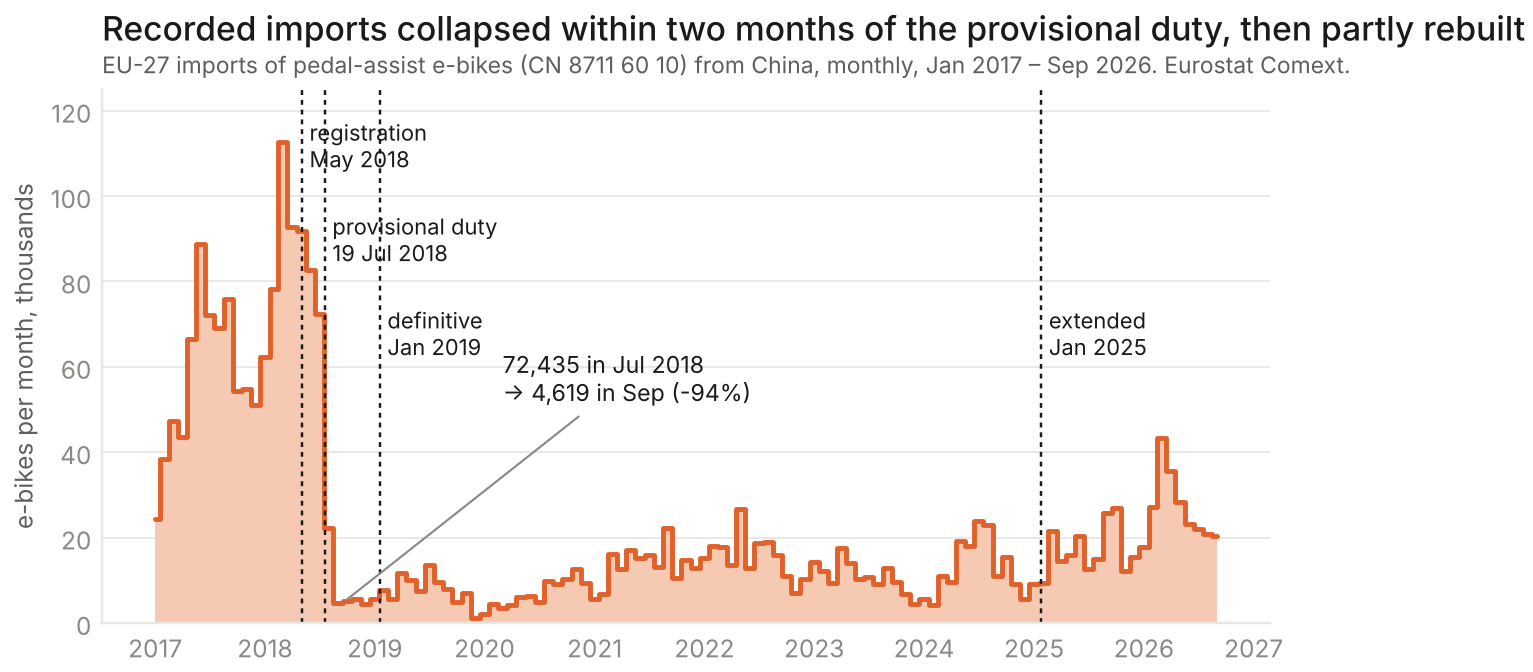 Recorded imports collapsed within two months of the provisional duty, then partly rebuilt
EU-27 imports of pedal-assist e-bikes (CN 8711 60 10) from China, monthly, Jan 2017 – Sep 2026. Eurostat Comext.
e-bikes per month, thousands
120
100
80
60
40
20
0
registration
May 2018
provisional duty
19 Jul 2018
definitive
Jan 2019
72,435 in Jul 2018
→ 4,619 in Sep (-94%)
extended
Jan 2025
2017 2018 2019 2020 2021 2022 2023 2024 2025 2026 2027